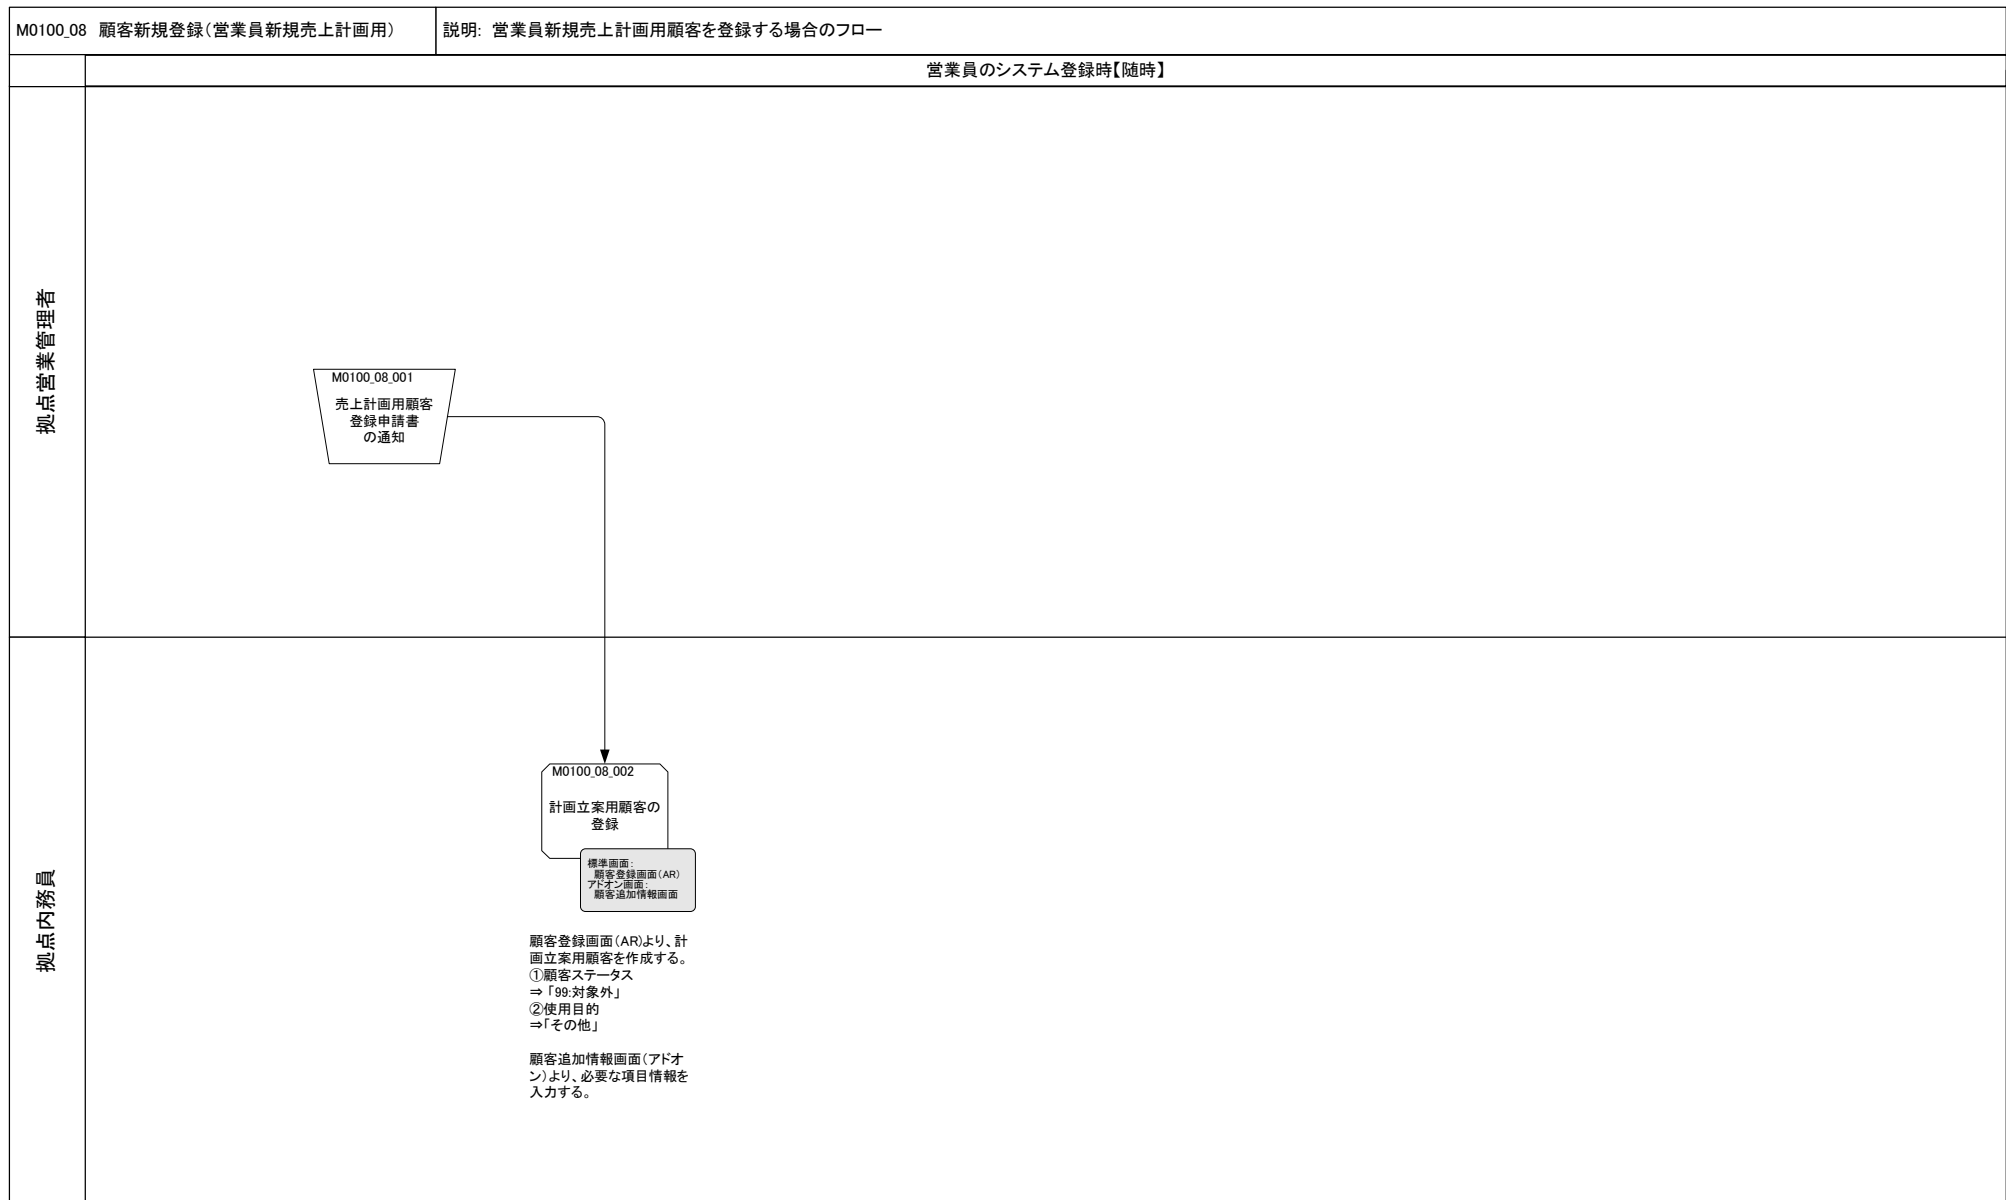 M0100_08 顧客新規登録(営業員新規売上計画用)
説明: 営業員新規売上計画用顧客を登録する場合のフロー
営業員のシステム登録時【随時】
拠点営業管理者
M0100_08_001
売上計画用顧客
登録申請書
の通知
拠点内務員
M0100_08_002
計画立案用顧客の
登録
標準画面:
顧客登録画面(AR)
アドオン画面:
顧客追加情報画面
顧客登録画面(AR)より、計
画立案用顧客を作成する。
①顧客ステータス
⇒「99:対象外」
②使用目的
⇒「その他」
顧客追加情報画面(アドオ
ン)より、必要な項目情報を
入力する。